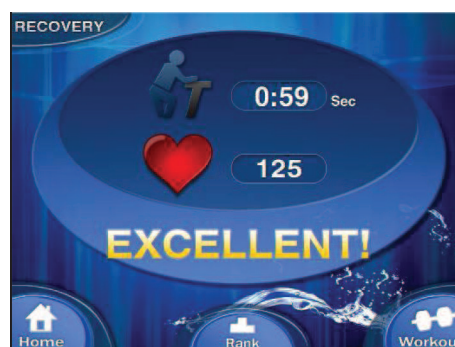 RECOVERY
0:59 Sec
125
EXCELLENT!
Home
Rank
Workou